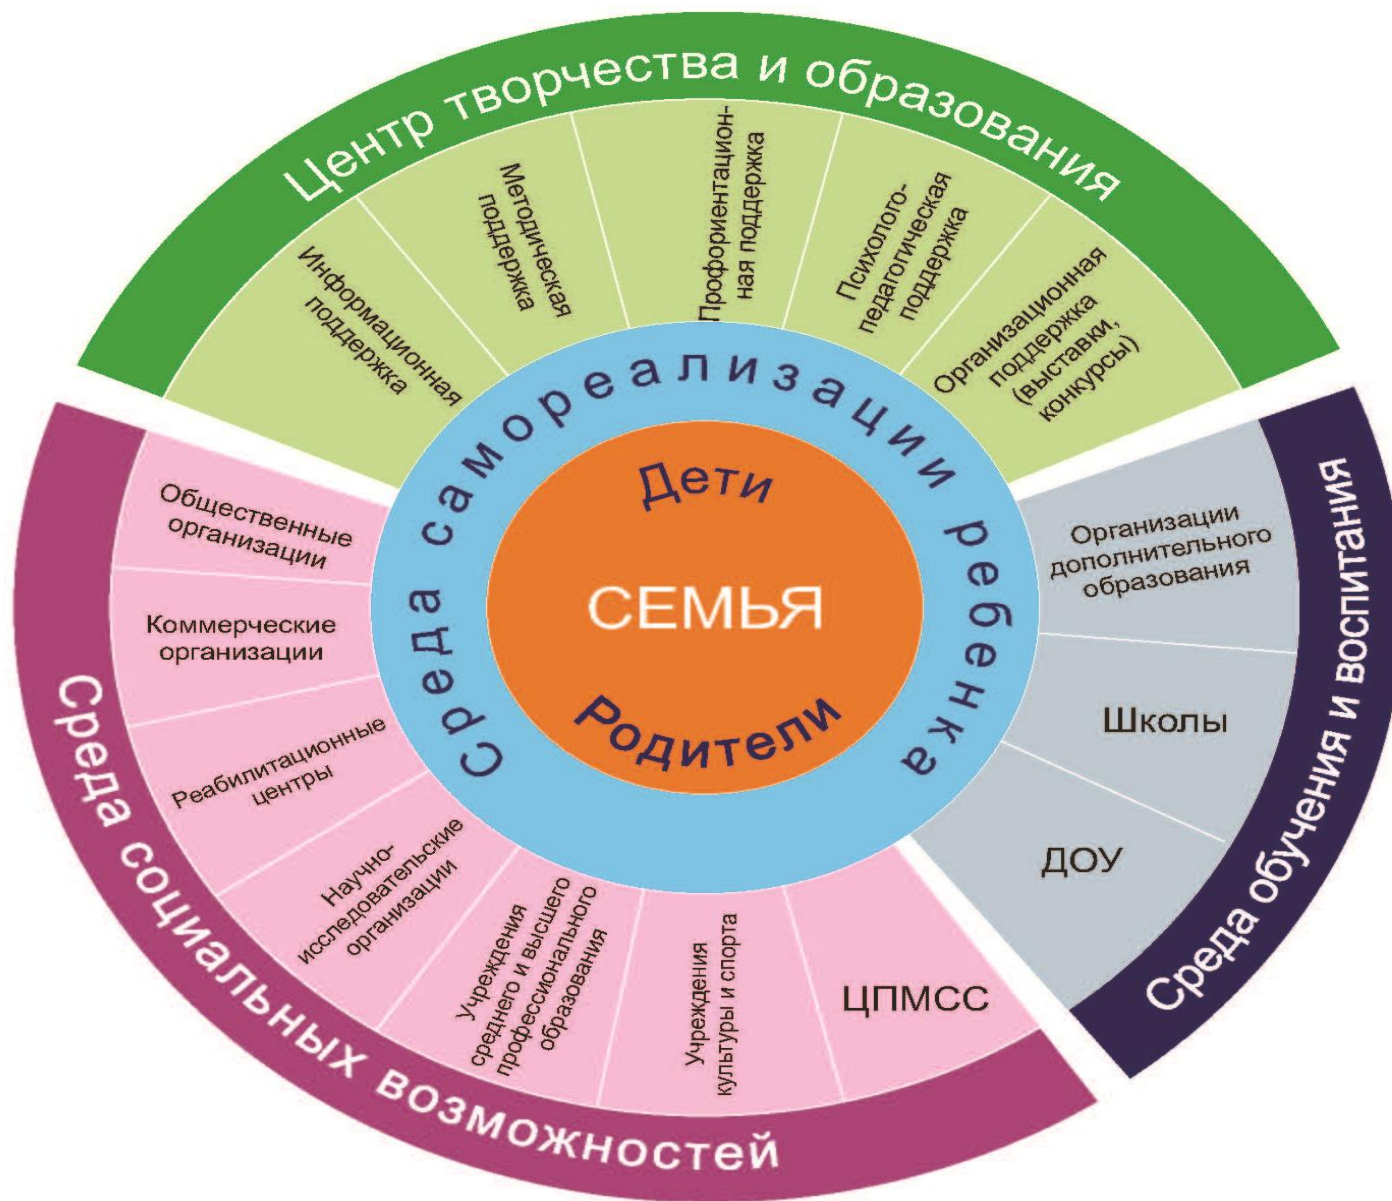 Центр творчества и образования
Информационная
поддержка
Методическая
поддержка
Профориентацион-
ная поддержка
Психолого-
педагогическая
поддержка
Организационная
поддержка
(выставки,
конкурсы)
Среда самореализации ребенка
Дети
СЕМЬЯ
Родители
Среда обучения и воспитания
Организации
дополнительного
образования
Школы
ДОУ
Среда социальных возможностей
Общественные
организации
Коммерческие
организации
Реабилитационные
центры
Научно-
исследовательские
организации
Учреждения
среднего и высшего
профессионального
образования
Учреждения
культуры и спорта
ЦПМСС